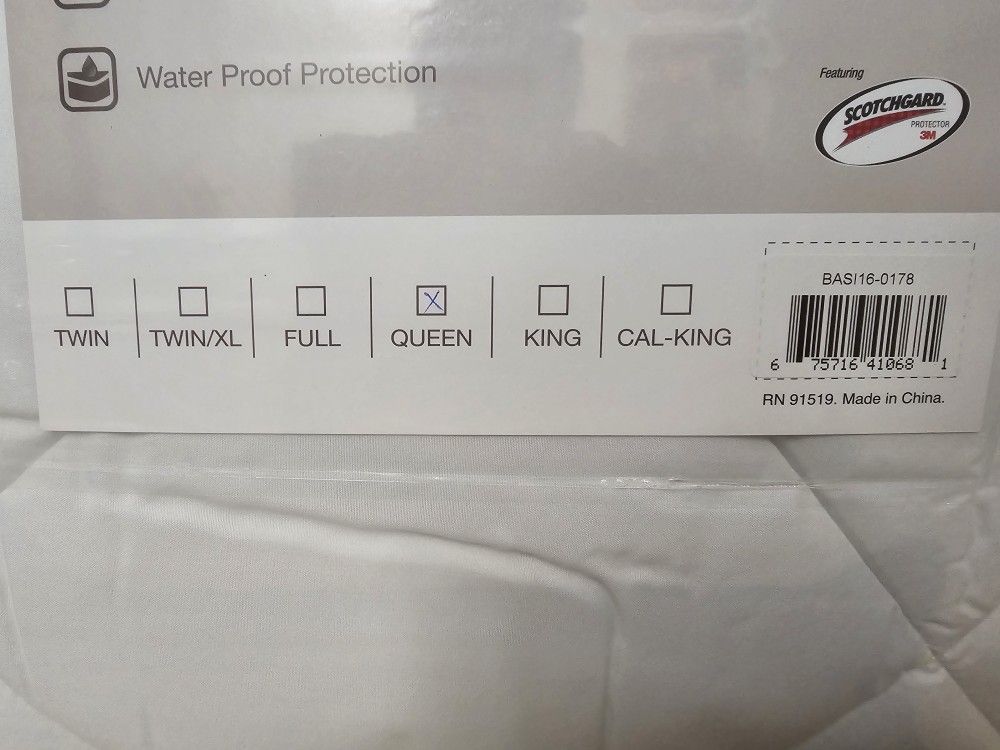 Water Proof Protection
Featuring
SCOTCHGARD
PROTECTOR
3M
TWIN
TWIN/XL
FULL
X
QUEEN
KING
CAL-KING
BASI16-0178
6 75716 41068 1
RN 91519. Made in China.